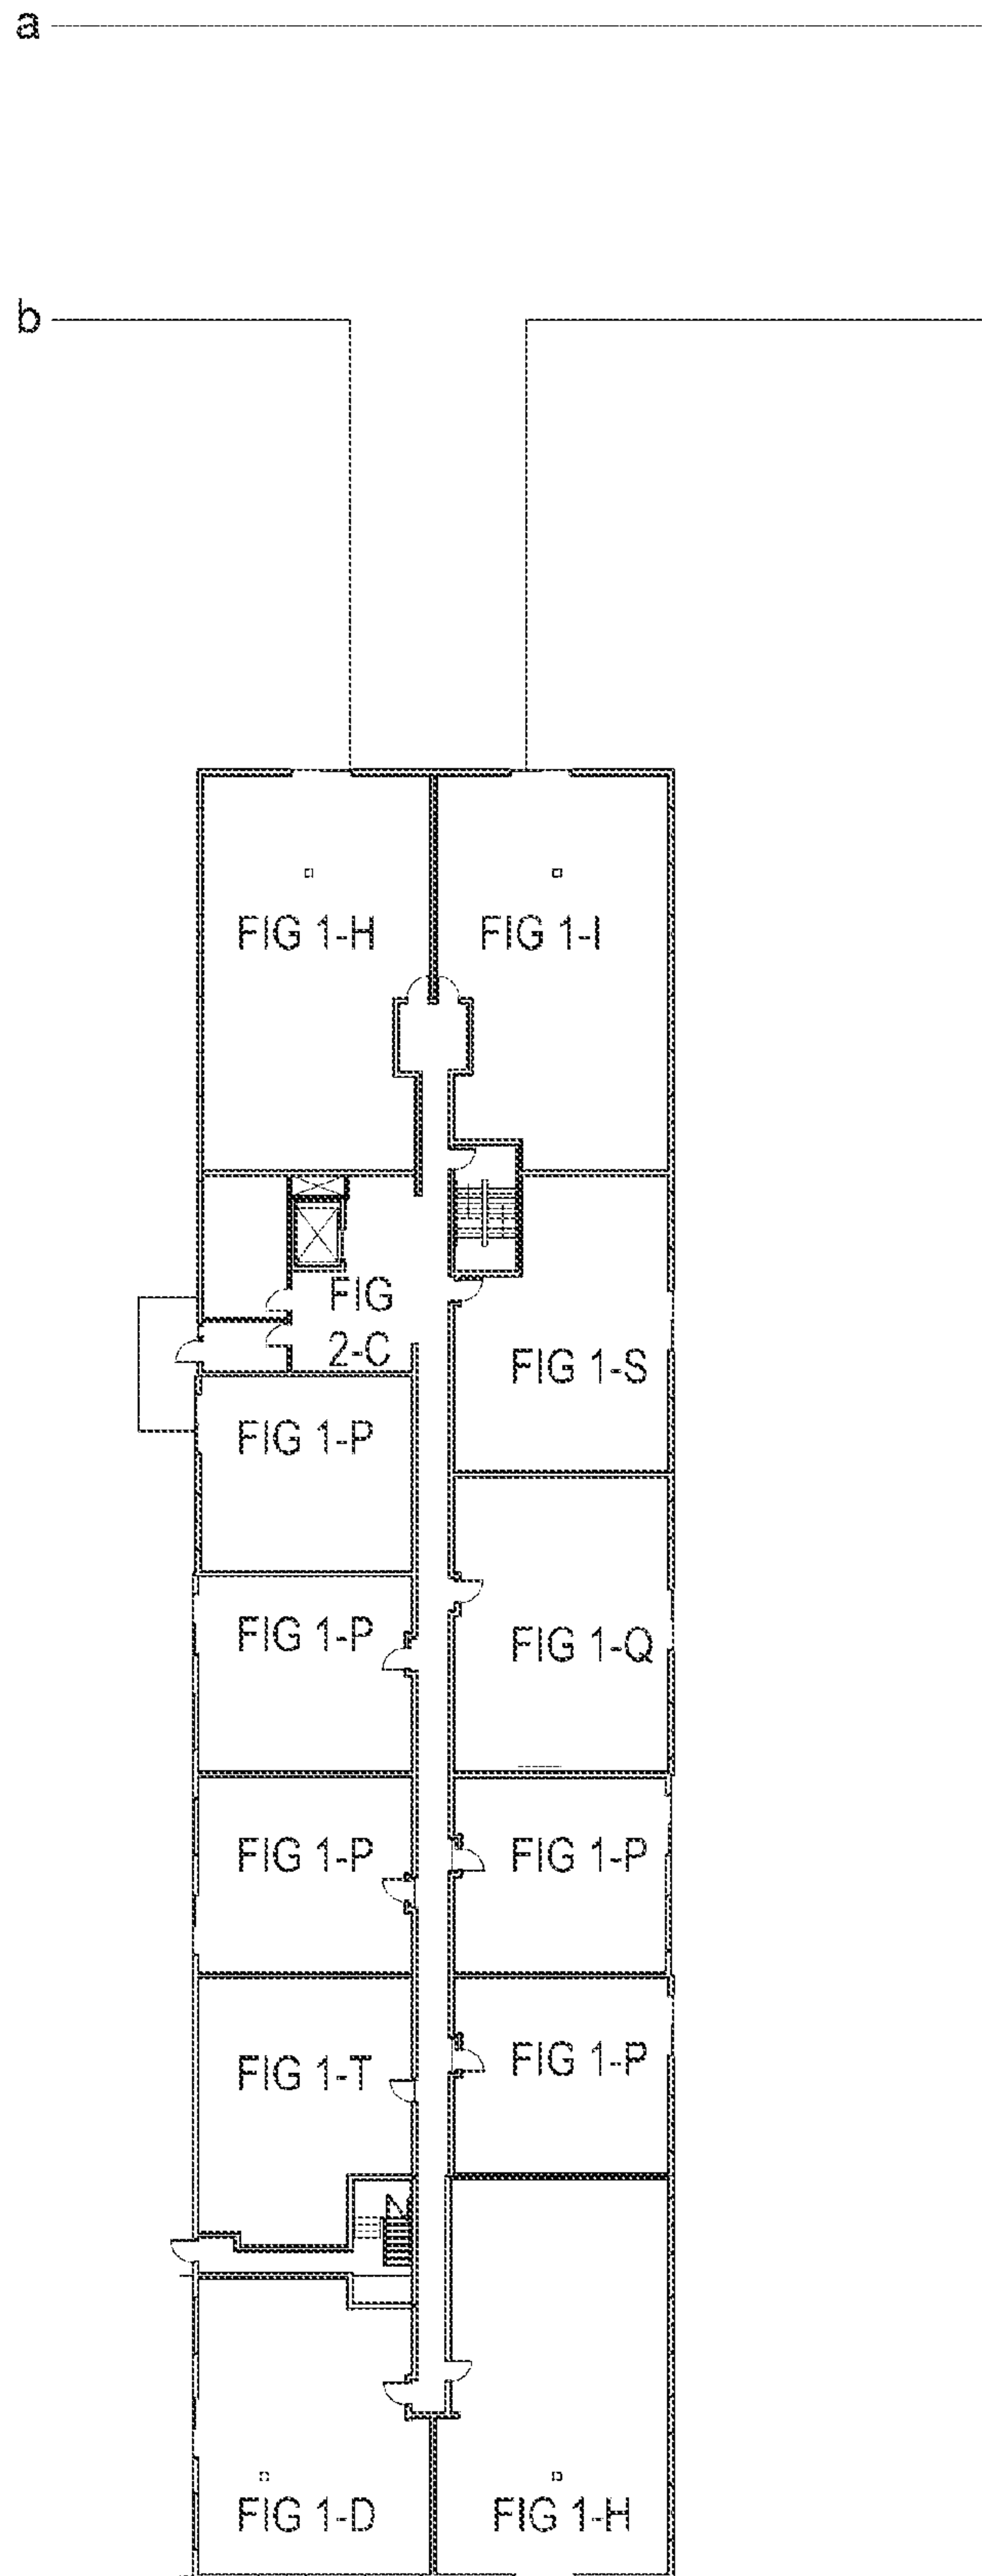 a
b
FIG 1-H
FIG 1-I
FIG
2-C
FIG 1-S
FIG 1-P
FIG 1-P
FIG 1-Q
FIG 1-P
FIG 1-P
FIG 1-T
FIG 1-P
FIG 1-D
FIG 1-H